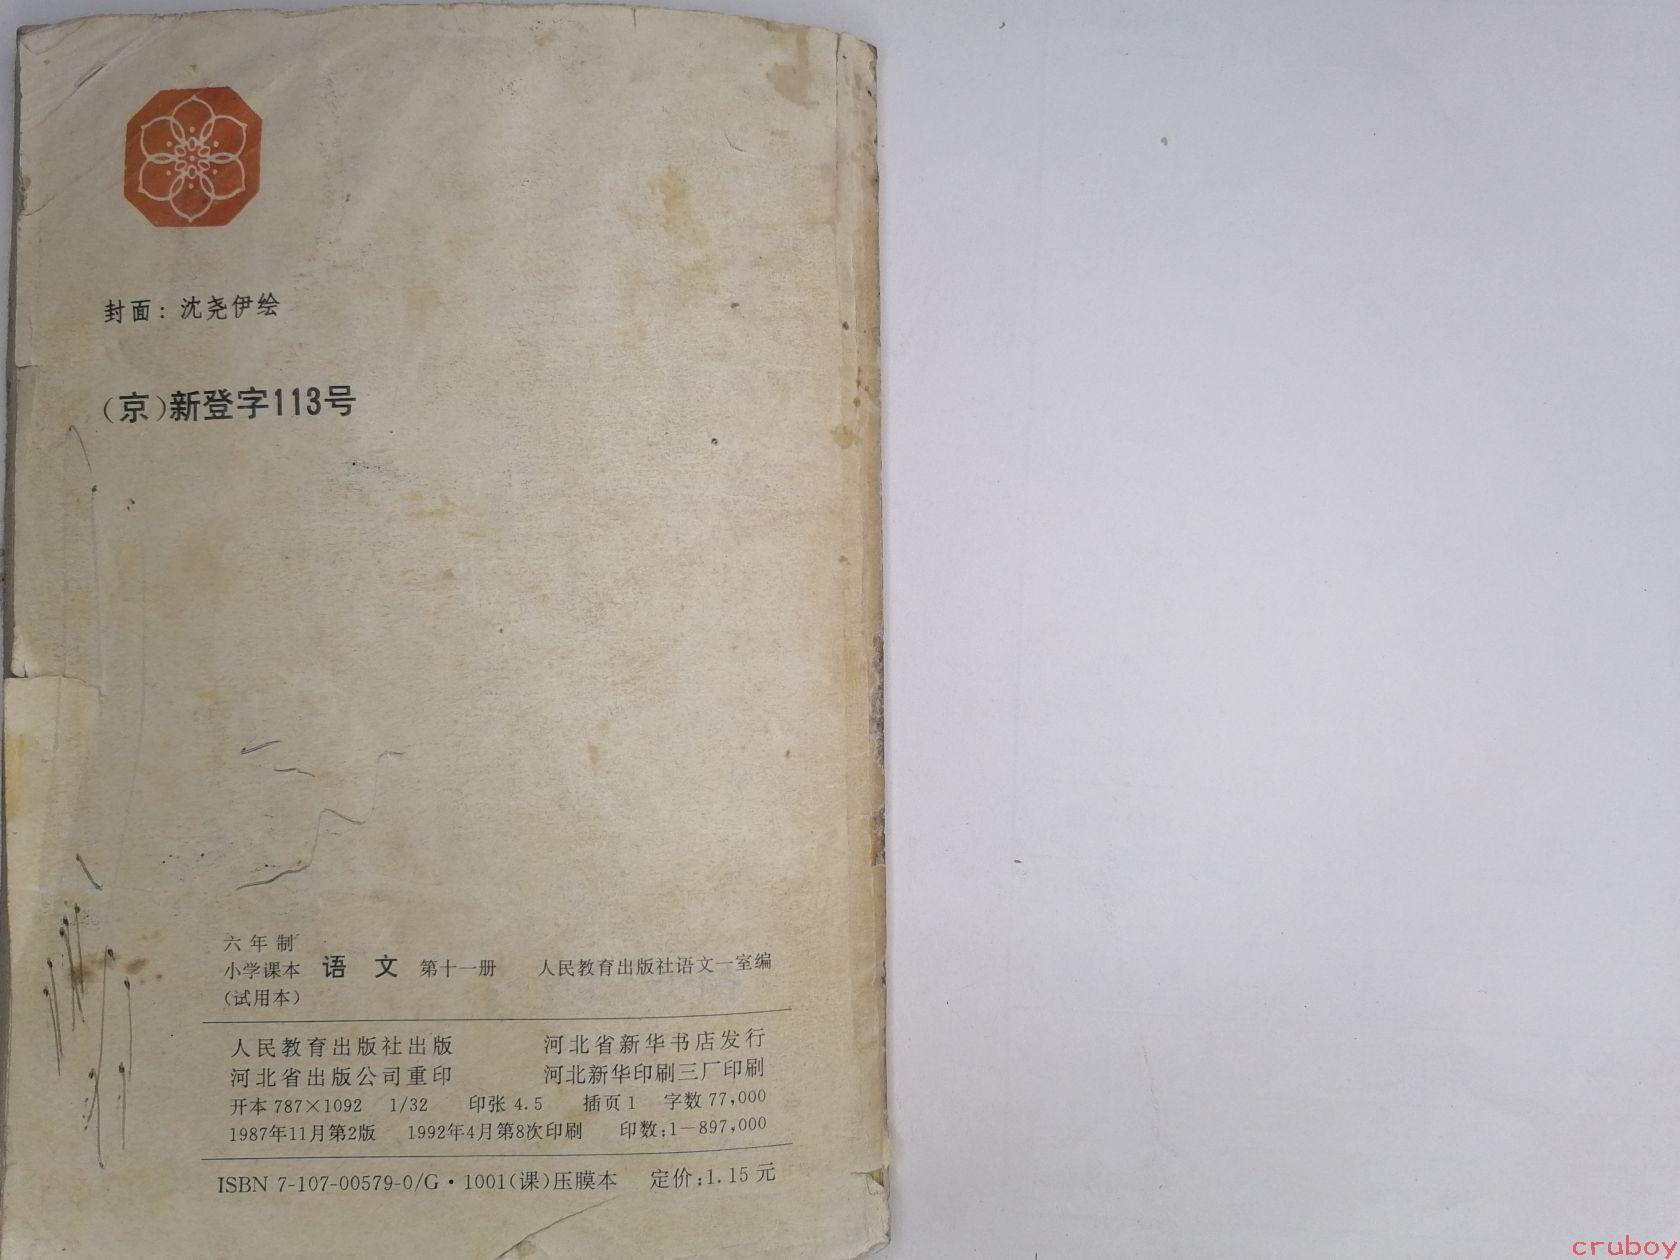 封面：沈尧伊绘
（京）新登字113号
六年制
小学课本 语文 第十一册 人民教育出版社语文一室编
（试用本）
人民教育出版社出版 河北省新华书店发行
河北省出版公司重印 河北新华印刷三厂印刷
开本 787×1092 1/32 印张 4.5 插页 1 字数 77,000
1987年11月第2版 1992年4月第8次印刷 印数：1—897,000
ISBN 7-107-00579-0/G·1001(课)压膜本 定价：1.15 元
cruboy